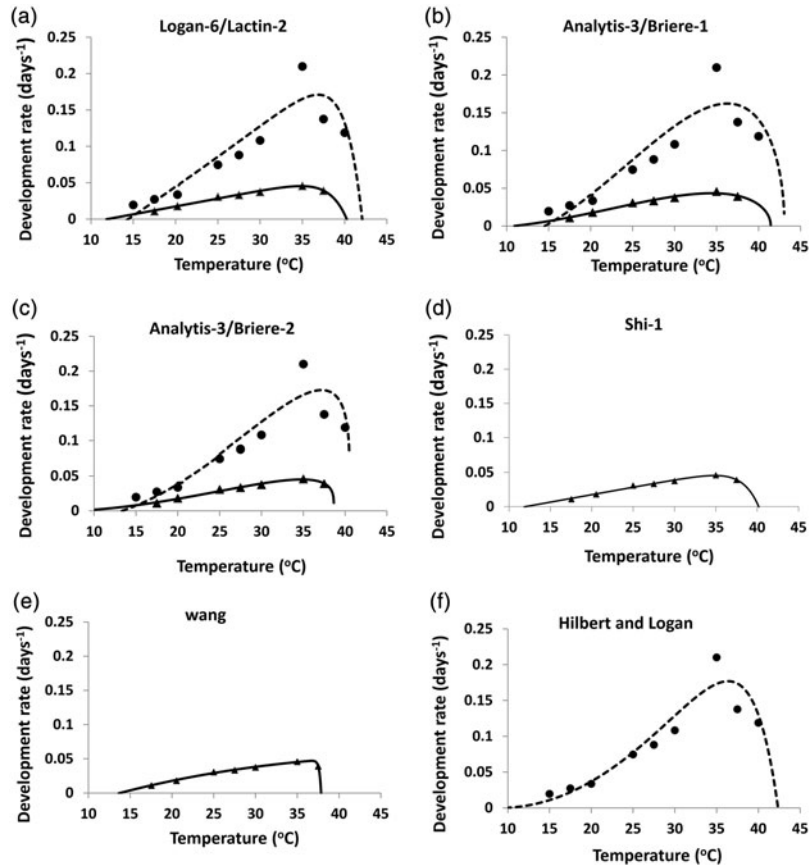 (a)
Logan-6/Lactin-2
Development rate (days⁻¹)
0.25
0.2
0.15
0.1
0.05
0
10 15 20 25 30 35 40 45
Temperature (ᵒC)
(b)
Analytis-3/Briere-1
Development rate (days⁻¹)
0.25
0.2
0.15
0.1
0.05
0
10 15 20 25 30 35 40 45
Temperature (ᵒC)
(c)
Analytis-3/Briere-2
Development rate (days⁻¹)
0.25
0.2
0.15
0.1
0.05
0
10 15 20 25 30 35 40 45
Temperature (ᵒC)
(d)
Shi-1
Development rate (days⁻¹)
0.25
0.2
0.15
0.1
0.05
0
10 15 20 25 30 35 40 45
Temperature (ᵒC)
(e)
wang
Development rate (days⁻¹)
0.25
0.2
0.15
0.1
0.05
0
10 15 20 25 30 35 40 45
Temperature (ᵒC)
(f)
Hilbert and Logan
Development rate (days⁻¹)
0.25
0.2
0.15
0.1
0.05
0
10 15 20 25 30 35 40 45
Temperature (ᵒC)